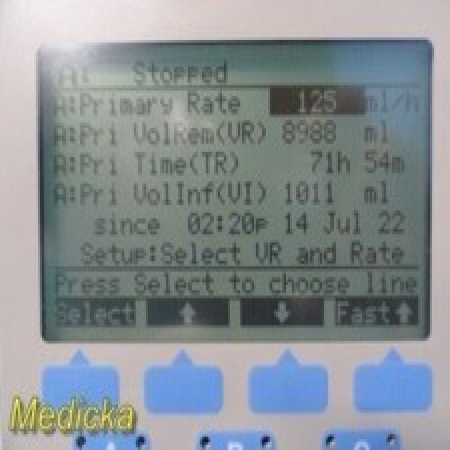 A:  Stopped
A:Primary Rate 125 ml/h
A:Pri VolRem(VR) 8988 ml
A:Pri Time(TR) 71h 54m
A:Pri VolInf(VI) 1011 ml
since 02:20p 14 Jul 22
Setup:Select VR and Rate
Press Select to choose line
Select ↑ ↓ Fast↑
Medicka
A B C